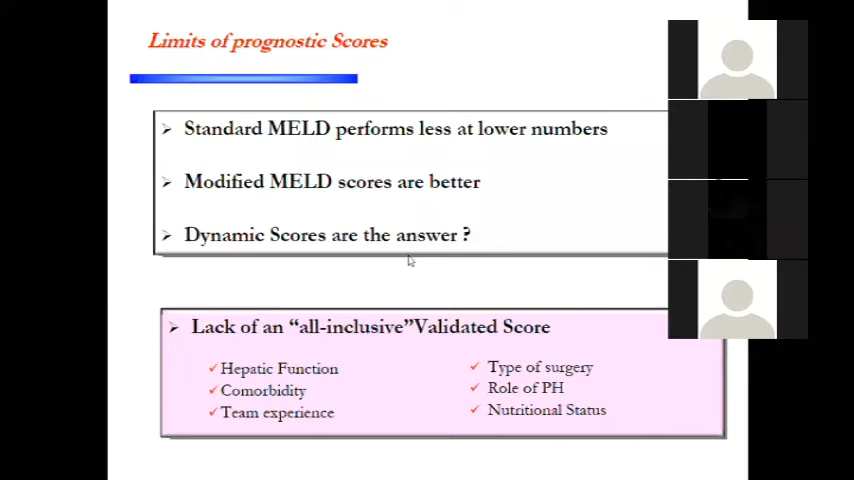 Limits of prognostic Scores
Standard MELD performs less at lower numbers
Modified MELD scores are better
Dynamic Scores are the answer ?
Lack of an “all-inclusive”Validated Score
Hepatic Function
Comorbidity
Team experience
Type of surgery
Role of PH
Nutritional Status